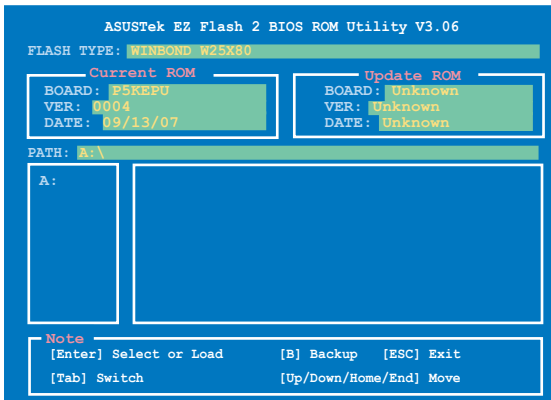 ASUSTek EZ Flash 2 BIOS ROM Utility V3.06
FLASH TYPE: WINBOND W25X80
Current ROM
BOARD: P5KEPU
VER: 0004
DATE: 09/13/07
Update ROM
BOARD: Unknown
VER: Unknown
DATE: Unknown
PATH: A:\
A:
Note
[Enter] Select or Load [B] Backup [ESC] Exit
[Tab] Switch [Up/Down/Home/End] Move